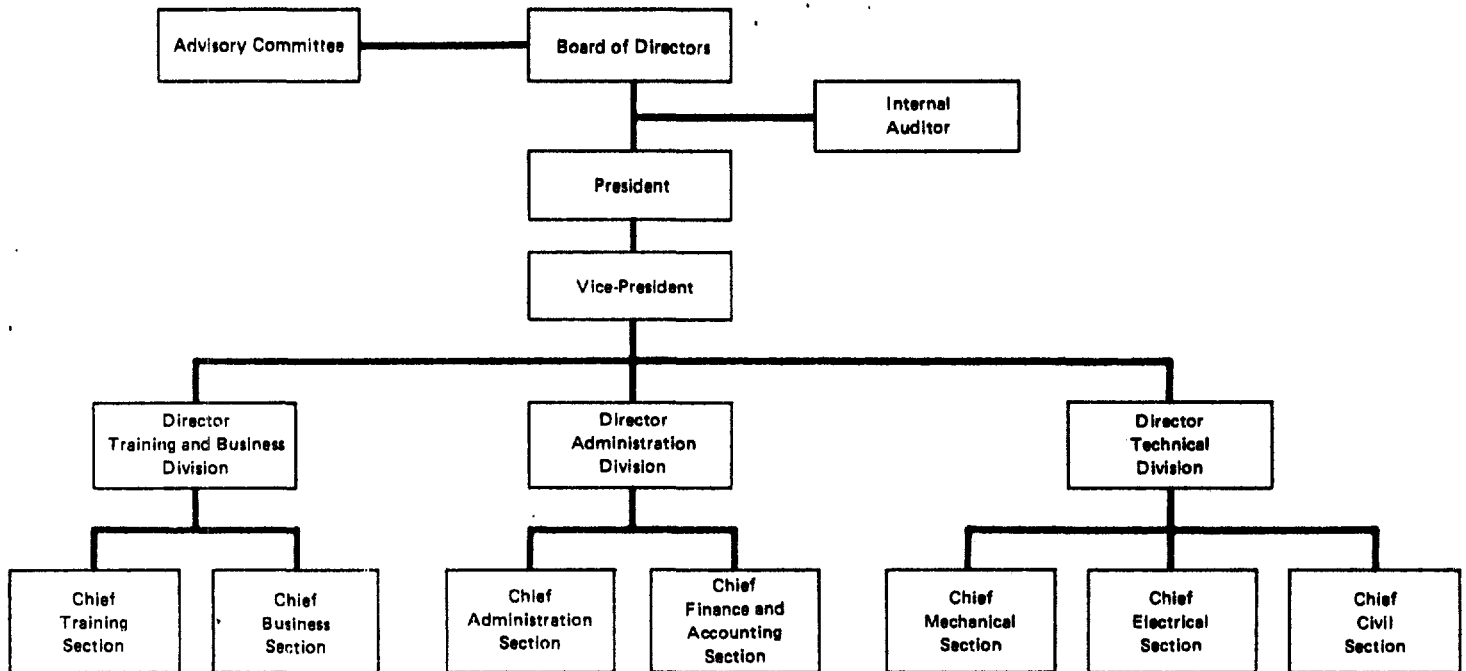 Advisory Committee
Board of Directors
Internal
Auditor
President
Vice-President
Director
Training and Business
Division
Director
Administration
Division
Director
Technical
Division
Chief
Training
Section
Chief
Business
Section
Chief
Administration
Section
Chief
Finance and
Accounting
Section
Chief
Mechanical
Section
Chief
Electrical
Section
Chief
Civil
Section